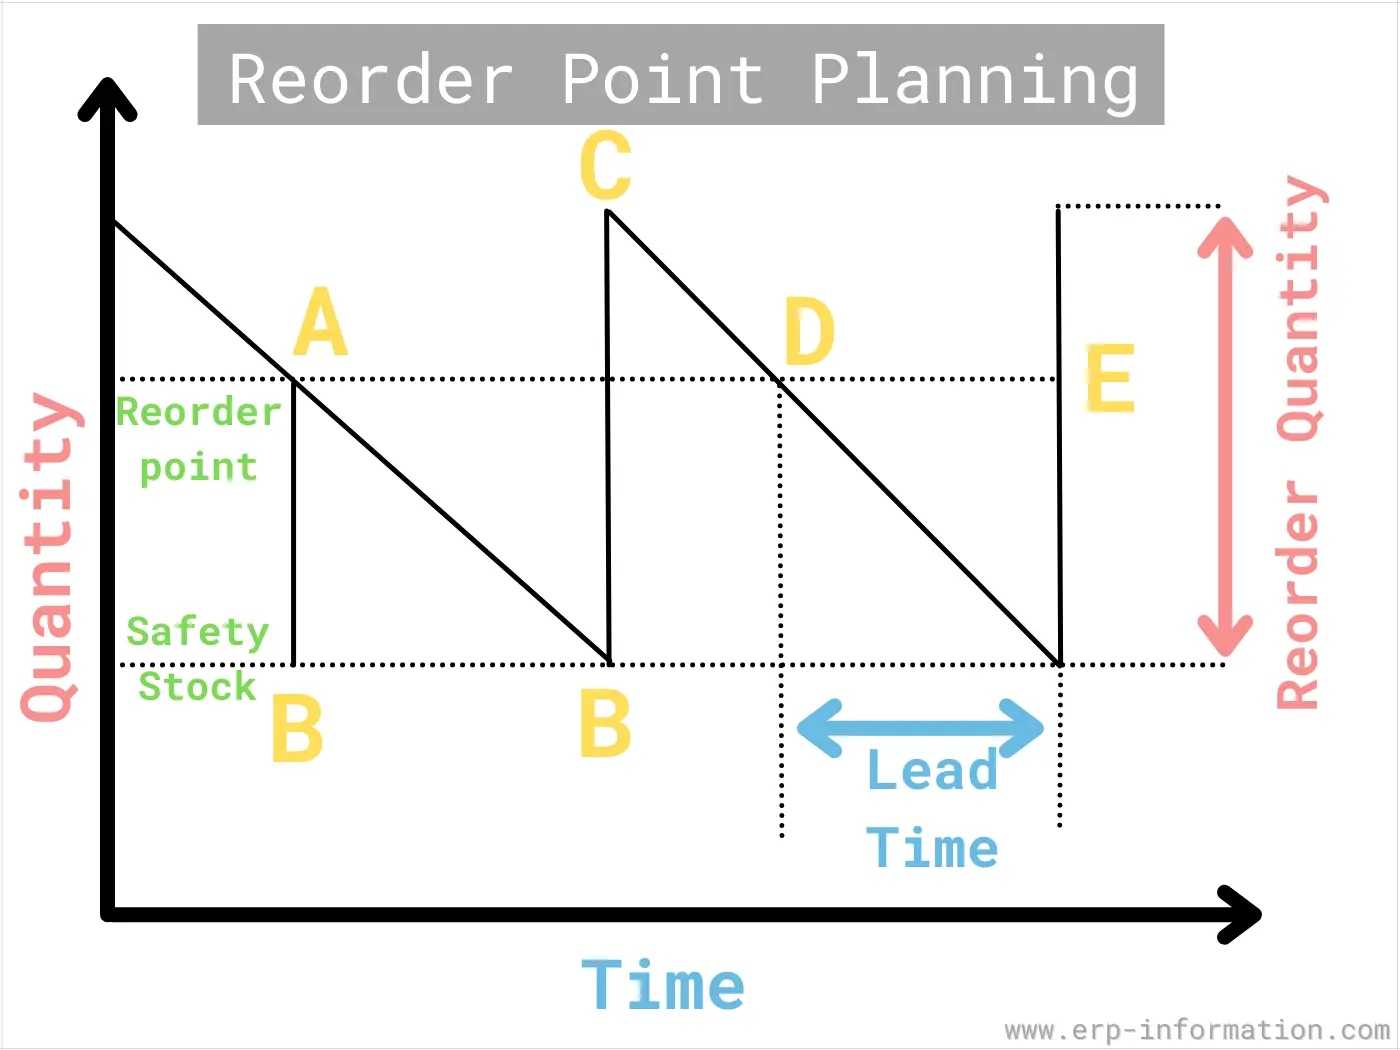 Reorder Point Planning
C
A
D
E
Reorder
point
Quantity
Reorder Quantity
Safety
Stock
B
B
Lead
Time
Time
www.erp-information.com